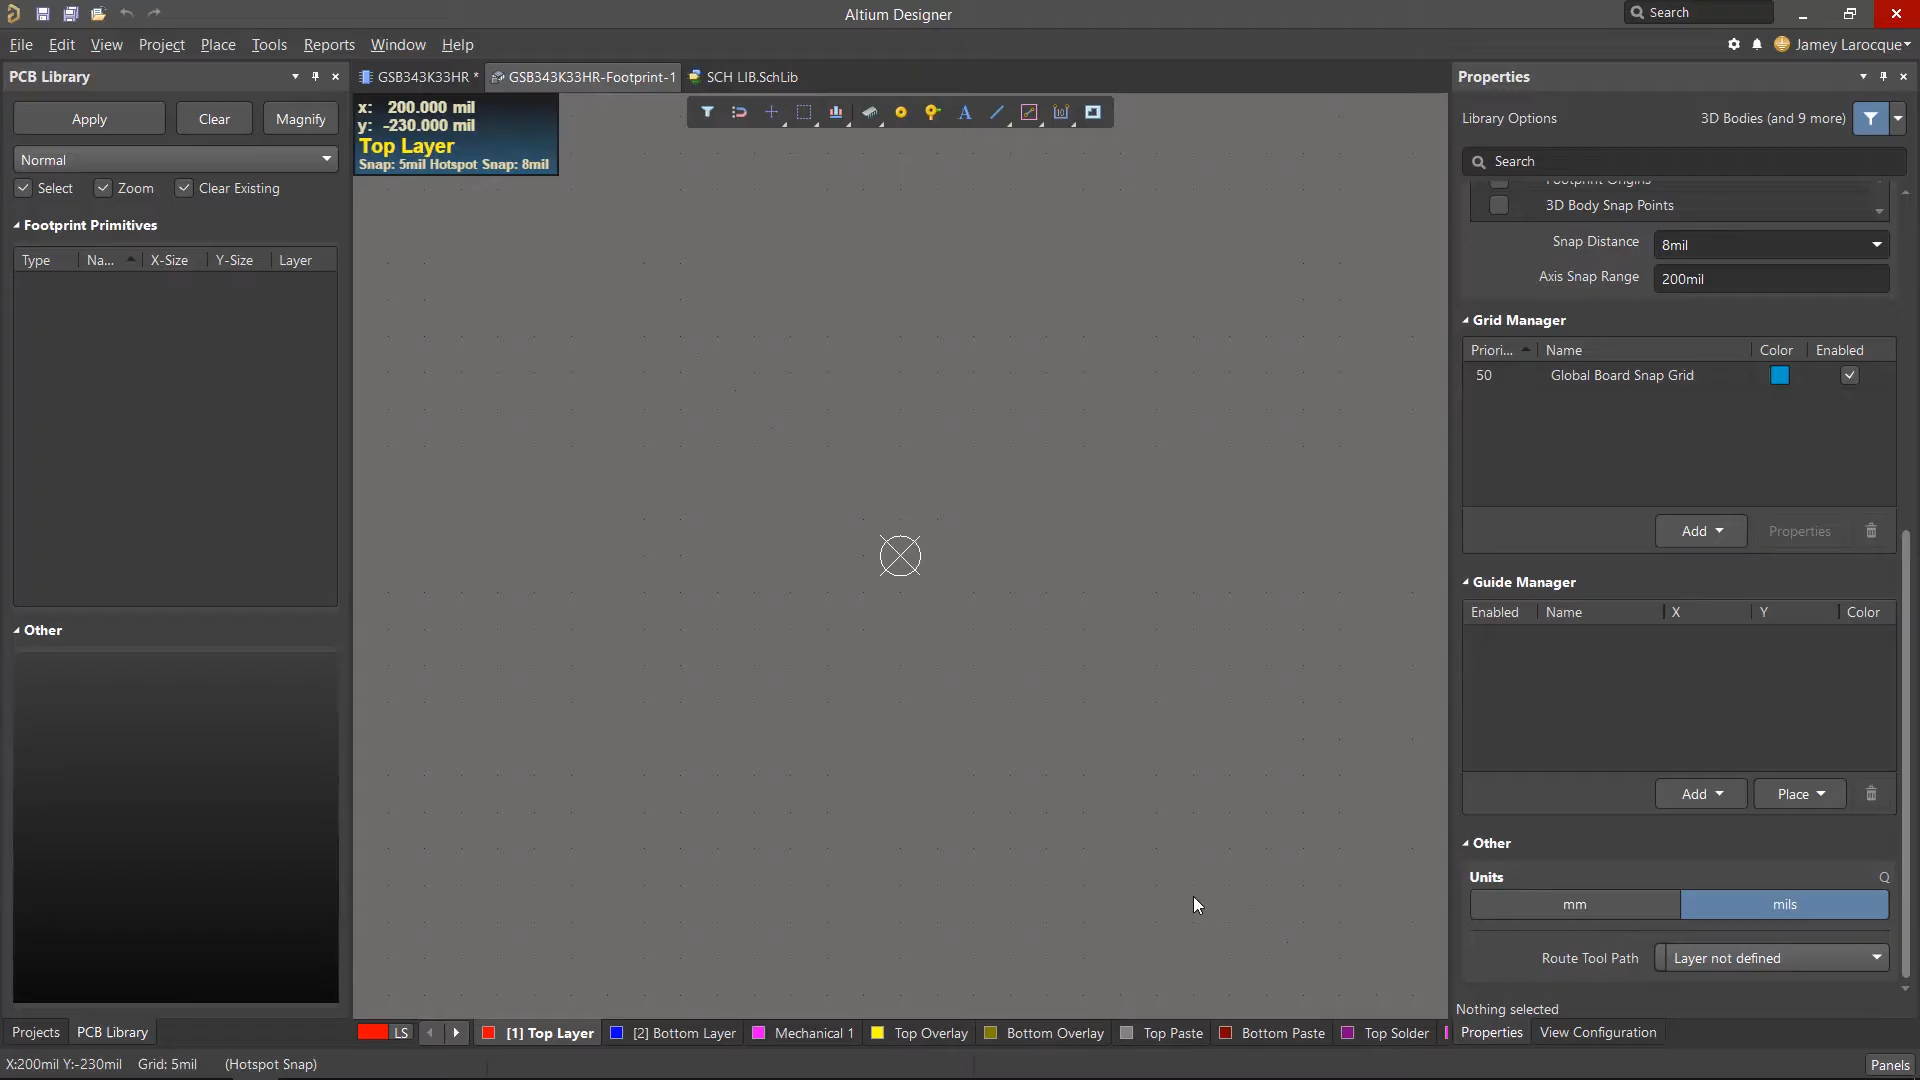 Altium Designer
Search
File Edit View Project Place Tools Reports Window Help
Jamey Larocque
PCB Library
Apply Clear Magnify
Normal
Select Zoom Clear Existing
Footprint Primitives
Type Na... X-Size Y-Size Layer
Other
Projects PCB Library
GSB343K33HR * GSB343K33HR-Footprint-1 SCH LIB.SchLib
x: 200.000 mil
y: -230.000 mil
Top Layer
Snap: 5mil Hotspot Snap: 8mil
LS [1] Top Layer [2] Bottom Layer Mechanical 1 Top Overlay Bottom Overlay Top Paste Bottom Paste Top Solder
Properties
Library Options 3D Bodies (and 9 more)
Search
Footprint Origins
3D Body Snap Points
Snap Distance 8mil
Axis Snap Range 200mil
Grid Manager
Priori... Name Color Enabled
50 Global Board Snap Grid
Add Properties
Guide Manager
Enabled Name X Y Color
Add Place
Other
Units Q
mm mils
Route Tool Path Layer not defined
Nothing selected
Properties View Configuration
X:200mil Y:-230mil Grid: 5mil (Hotspot Snap)
Panels